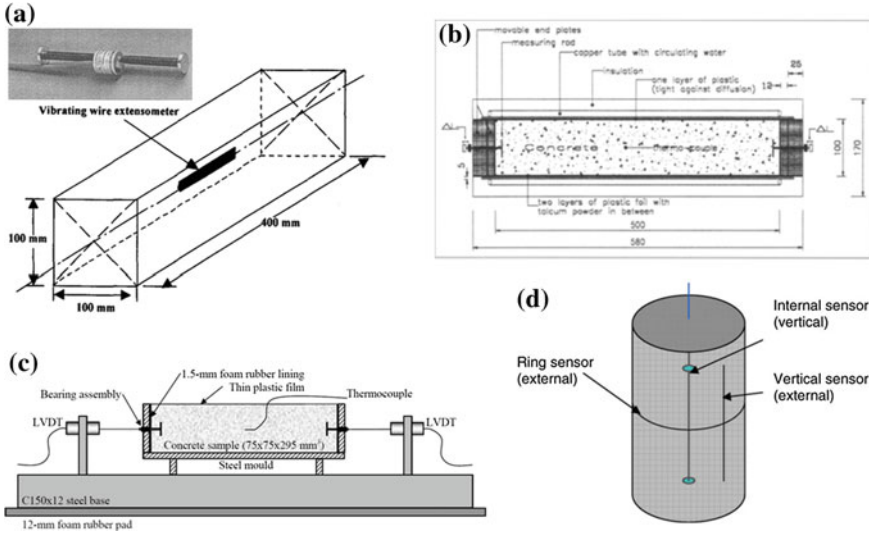 (a)
Vibrating wire extensometer
100 mm
100 mm
400 mm
(b)
movable end plates
measuring rod
copper tube with circulating water
insulation
one layer of plastic
(tight against diffusion)
25
12
Concrete
thermocouple
100
170
5
two layers of plastic foil with
talcum powder in between
500
580
(c)
1.5-mm foam rubber lining
Bearing assembly
Thin plastic film
Thermocouple
LVDT
LVDT
Concrete sample (75x75x295 mm³)
Steel mould
C150x12 steel base
12-mm foam rubber pad
(d)
Internal sensor
(vertical)
Ring sensor
(external)
Vertical sensor
(external)